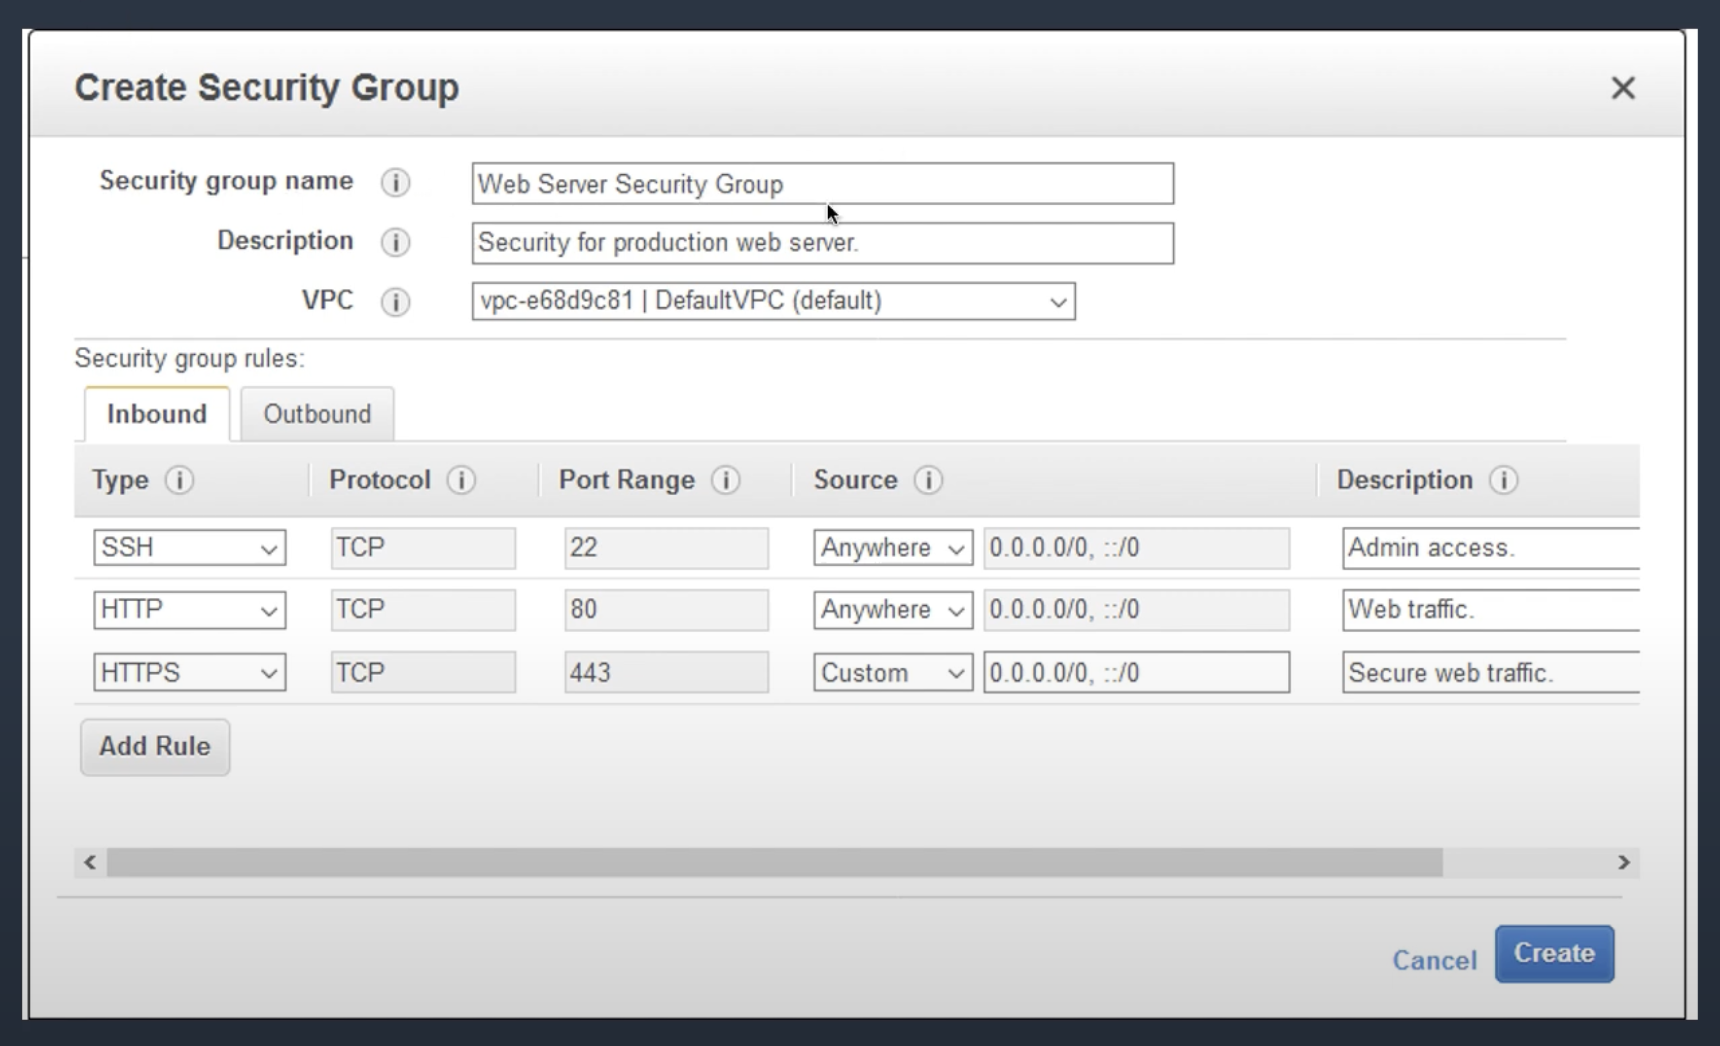 Create Security Group
Security group name Web Server Security Group
Description Security for production web server.
VPC vpc-e68d9c81 | DefaultVPC (default)
Security group rules:
Inbound Outbound
Type Protocol Port Range Source Description
SSH TCP 22 Anywhere 0.0.0.0/0, ::/0 Admin access.
HTTP TCP 80 Anywhere 0.0.0.0/0, ::/0 Web traffic.
HTTPS TCP 443 Custom 0.0.0.0/0, ::/0 Secure web traffic.
Add Rule
Cancel Create